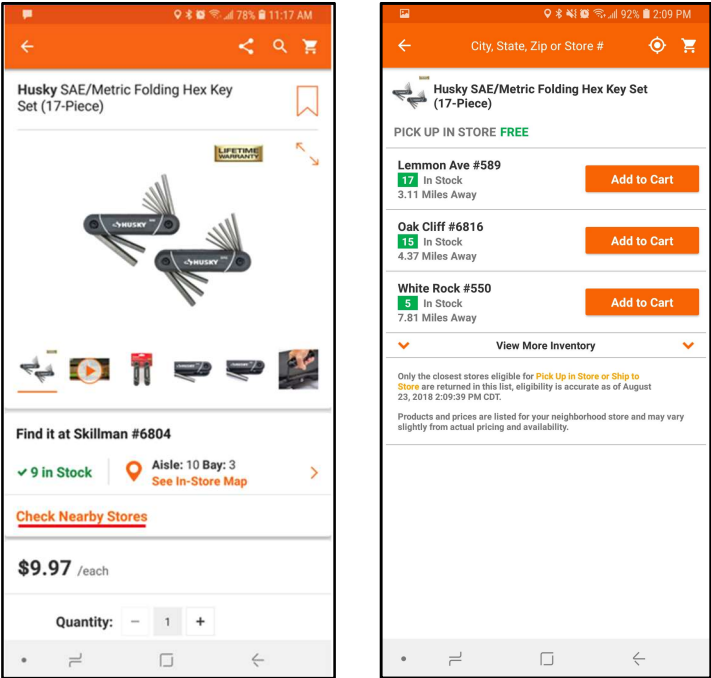 78% 11:17 AM
Husky SAE/Metric Folding Hex Key
Set (17-Piece)
LIFETIME
WARRANTY
HUSKY
HUSKY
Find it at Skillman #6804
9 in Stock
Aisle: 10 Bay: 3
See In-Store Map
Check Nearby Stores
$9.97 /each
Quantity: − 1 +
92% 2:09 PM
City, State, Zip or Store #
Husky SAE/Metric Folding Hex Key Set
(17-Piece)
PICK UP IN STORE FREE
Lemmon Ave #589
17 In Stock
3.11 Miles Away
Add to Cart
Oak Cliff #6816
15 In Stock
4.37 Miles Away
Add to Cart
White Rock #550
5 In Stock
7.81 Miles Away
Add to Cart
View More Inventory
Only the closest stores eligible for Pick Up in Store or Ship to
Store are returned in this list, eligibility is accurate as of August
23, 2018 2:09:39 PM CDT.
Products and prices are listed for your neighborhood store and may vary
slightly from actual pricing and availability.